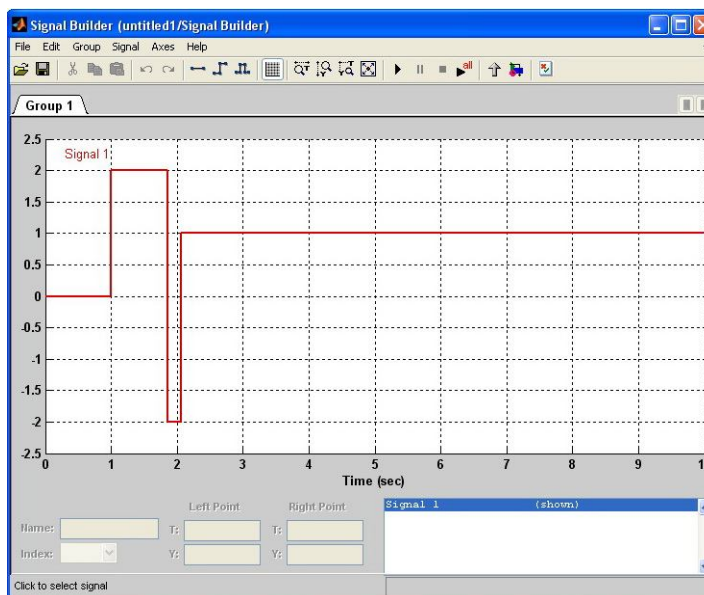 Signal Builder (untitled1/Signal Builder)
File Edit Group Signal Axes Help
all
Group 1
Signal 1
2.5
2
1.5
1
0.5
0
-0.5
-1
-1.5
-2
-2.5
0 1 2 3 4 5 6 7 8 9 1
Time (sec)
Left Point Right Point
Name: T: T:
Index: Y: Y:
Signal 1 (shown)
Click to select signal